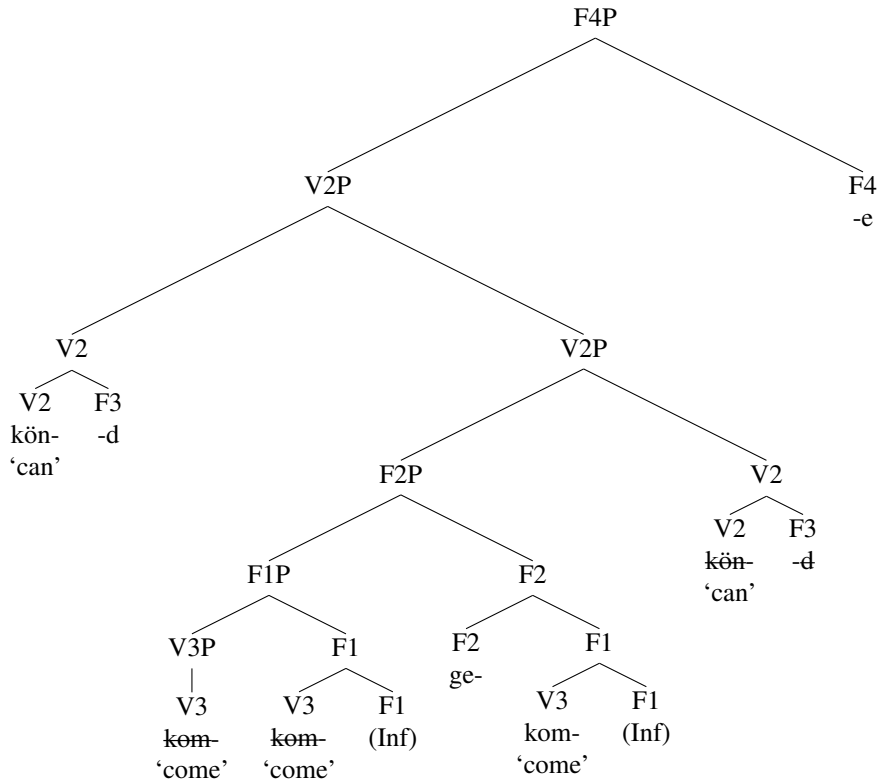 F4P
V2P F4
-e
V2 V2P
V2 F3
kön- -d
‘can’
F2P V2
V2 F3
kön- -d
‘can’
F1P F2
V3P F1 F2 F1
ge-
V3 V3 F1 V3 F1
kom- kom- (Inf) kom- (Inf)
‘come’ ‘come’ ‘come’